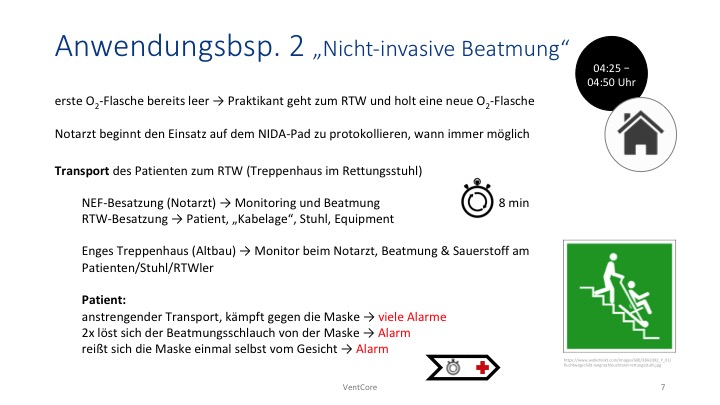 Anwendungsbsp. 2 „Nicht-invasive Beatmung“
04:25 –
04:50 Uhr
erste O₂-Flasche bereits leer → Praktikant geht zum RTW und holt eine neue O₂-Flasche
Notarzt beginnt den Einsatz auf dem NIDA-Pad zu protokollieren, wann immer möglich
Transport des Patienten zum RTW (Treppenhaus im Rettungsstuhl)
NEF-Besatzung (Notarzt) → Monitoring und Beatmung
8 min
RTW-Besatzung → Patient, „Kabelage“, Stuhl, Equipment
Enges Treppenhaus (Altbau) → Monitor beim Notarzt, Beatmung & Sauerstoff am
Patienten/Stuhl/RTWler
Patient:
anstrengender Transport, kämpft gegen die Maske → viele Alarme
2x löst sich der Beatmungsschlauch von der Maske → Alarm
reißt sich die Maske einmal selbst vom Gesicht → Alarm
VentCore
7